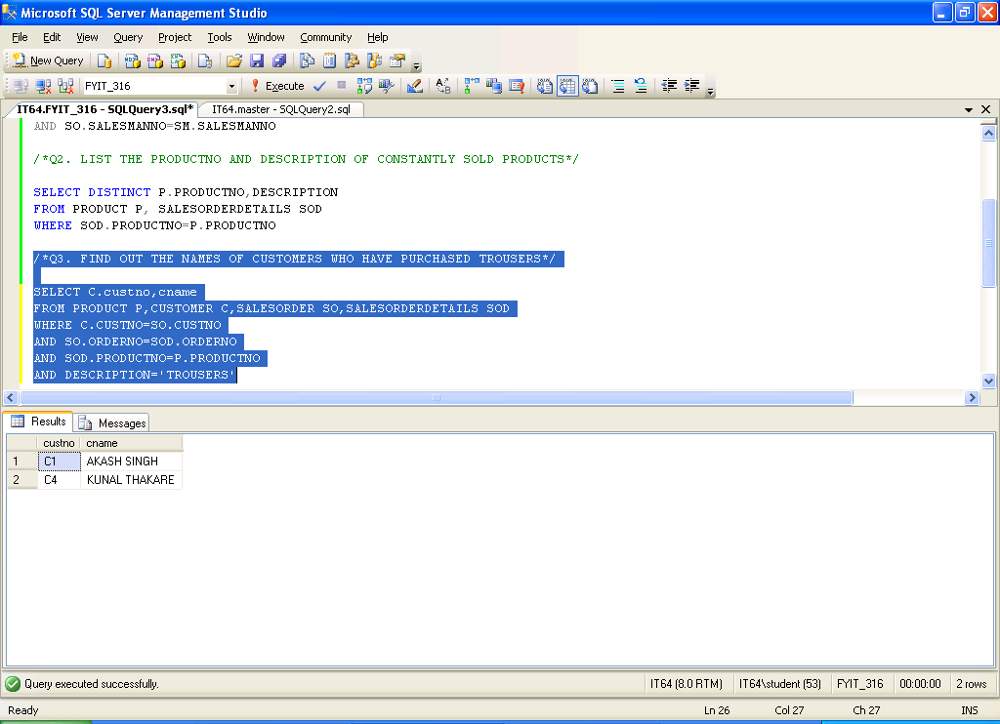 Microsoft SQL Server Management Studio
File Edit View Query Project Tools Window Community Help
New Query
FYIT_316 Execute
IT64.FYIT_316 - SQLQuery3.sql* IT64.master - SQLQuery2.sql
AND SO.SALESMANNO=SM.SALESMANNO
/*Q2. LIST THE PRODUCTNO AND DESCRIPTION OF CONSTANTLY SOLD PRODUCTS*/
SELECT DISTINCT P.PRODUCTNO,DESCRIPTION
FROM PRODUCT P, SALESORDERDETAILS SOD
WHERE SOD.PRODUCTNO=P.PRODUCTNO
/*Q3. FIND OUT THE NAMES OF CUSTOMERS WHO HAVE PURCHASED TROUSERS*/
SELECT C.custno,cname
FROM PRODUCT P,CUSTOMER C,SALESORDER SO,SALESORDERDETAILS SOD
WHERE C.CUSTNO=SO.CUSTNO
AND SO.ORDERNO=SOD.ORDERNO
AND SOD.PRODUCTNO=P.PRODUCTNO
AND DESCRIPTION='TROUSERS'
Results Messages
custno cname
1 C1 AKASH SINGH
2 C4 KUNAL THAKARE
Query executed successfully. IT64 (8.0 RTM) IT64\student (53) FYIT_316 00:00:00 2 rows
Ready Ln 26 Col 27 Ch 27 INS